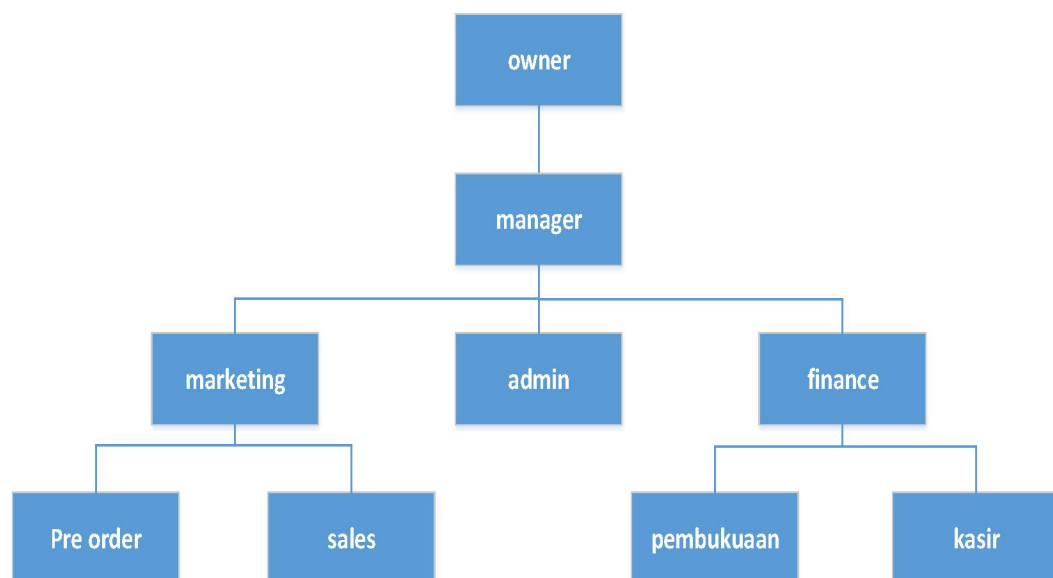 owner
manager
marketing
admin
finance
Pre order
sales
pembukuaan
kasir